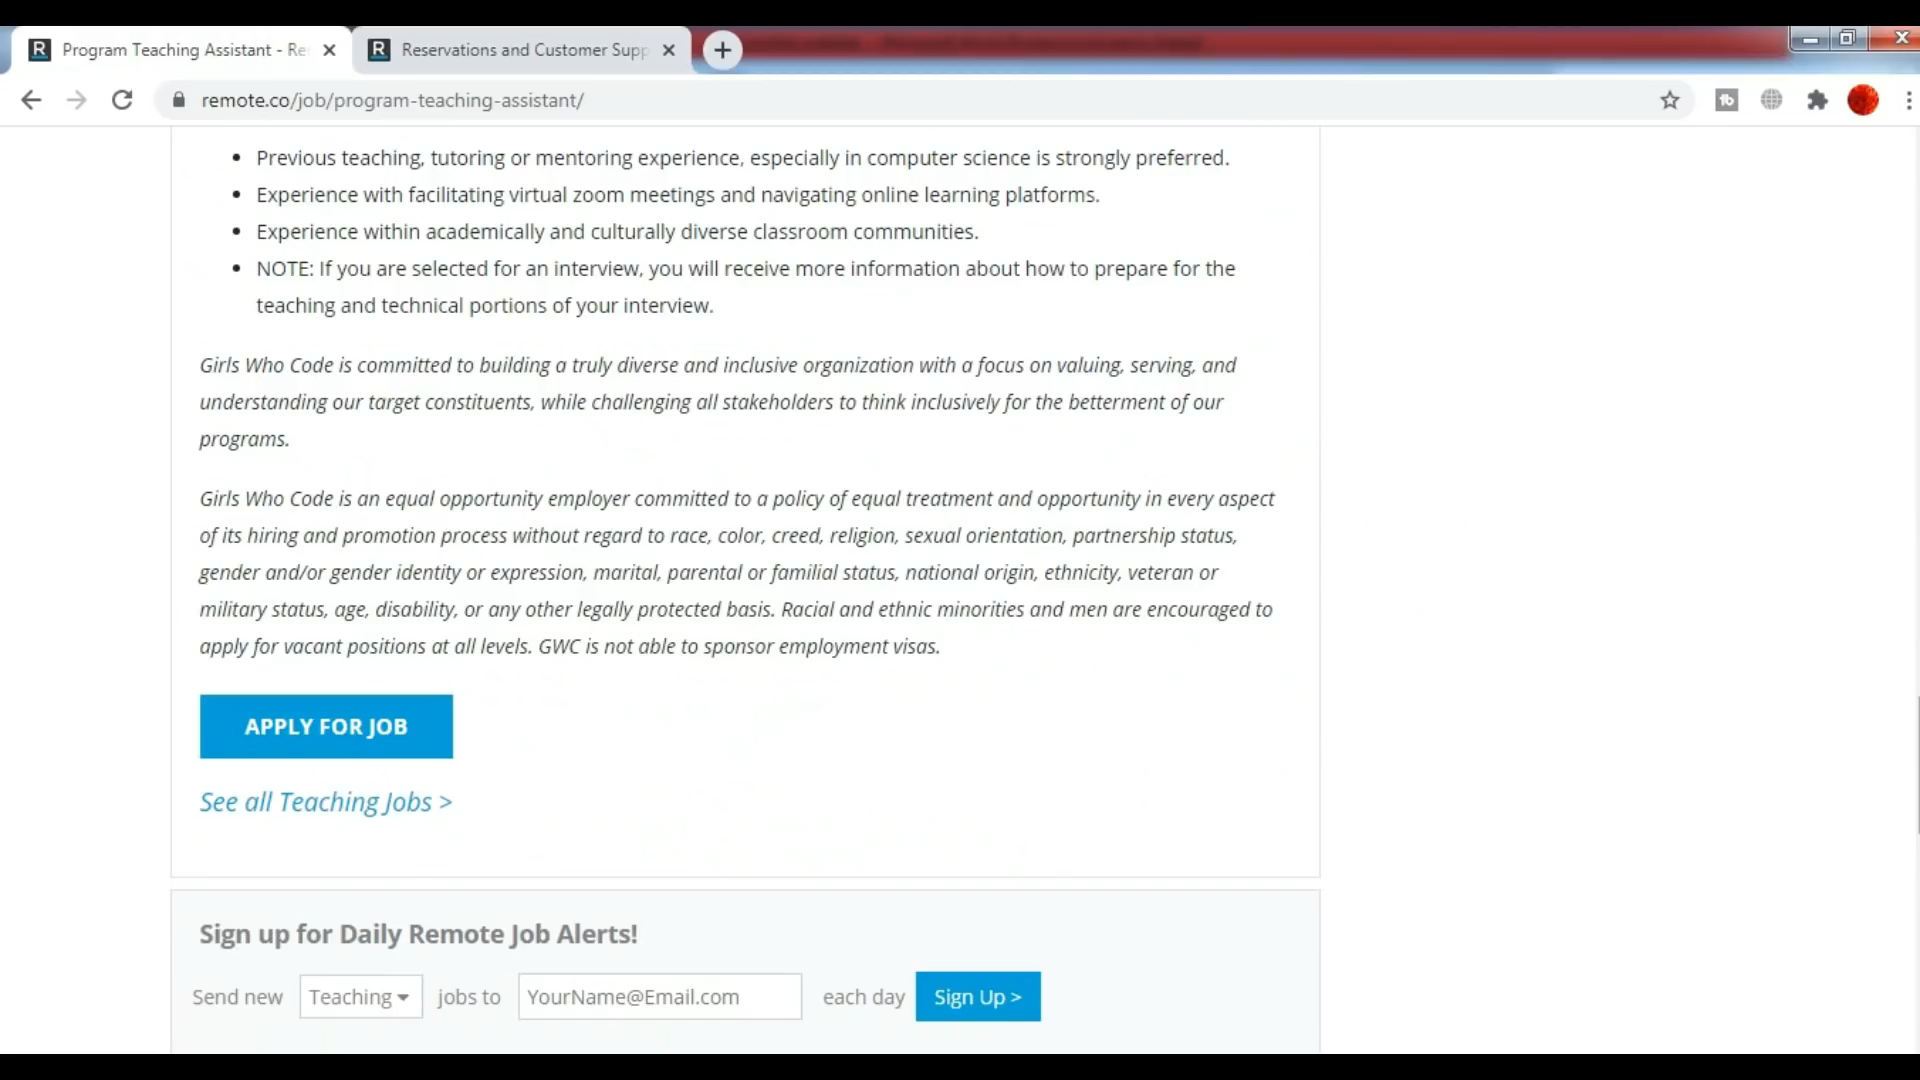 Program Teaching Assistant - Re
Reservations and Customer Supp
remote.co/job/program-teaching-assistant/
• Previous teaching, tutoring or mentoring experience, especially in computer science is strongly preferred.
• Experience with facilitating virtual zoom meetings and navigating online learning platforms.
• Experience within academically and culturally diverse classroom communities.
• NOTE: If you are selected for an interview, you will receive more information about how to prepare for the
teaching and technical portions of your interview.
Girls Who Code is committed to building a truly diverse and inclusive organization with a focus on valuing, serving, and
understanding our target constituents, while challenging all stakeholders to think inclusively for the betterment of our
programs.
Girls Who Code is an equal opportunity employer committed to a policy of equal treatment and opportunity in every aspect
of its hiring and promotion process without regard to race, color, creed, religion, sexual orientation, partnership status,
gender and/or gender identity or expression, marital, parental or familial status, national origin, ethnicity, veteran or
military status, age, disability, or any other legally protected basis. Racial and ethnic minorities and men are encouraged to
apply for vacant positions at all levels. GWC is not able to sponsor employment visas.
APPLY FOR JOB
See all Teaching Jobs >
Sign up for Daily Remote Job Alerts!
Send new Teaching jobs to YourName@Email.com each day Sign Up >